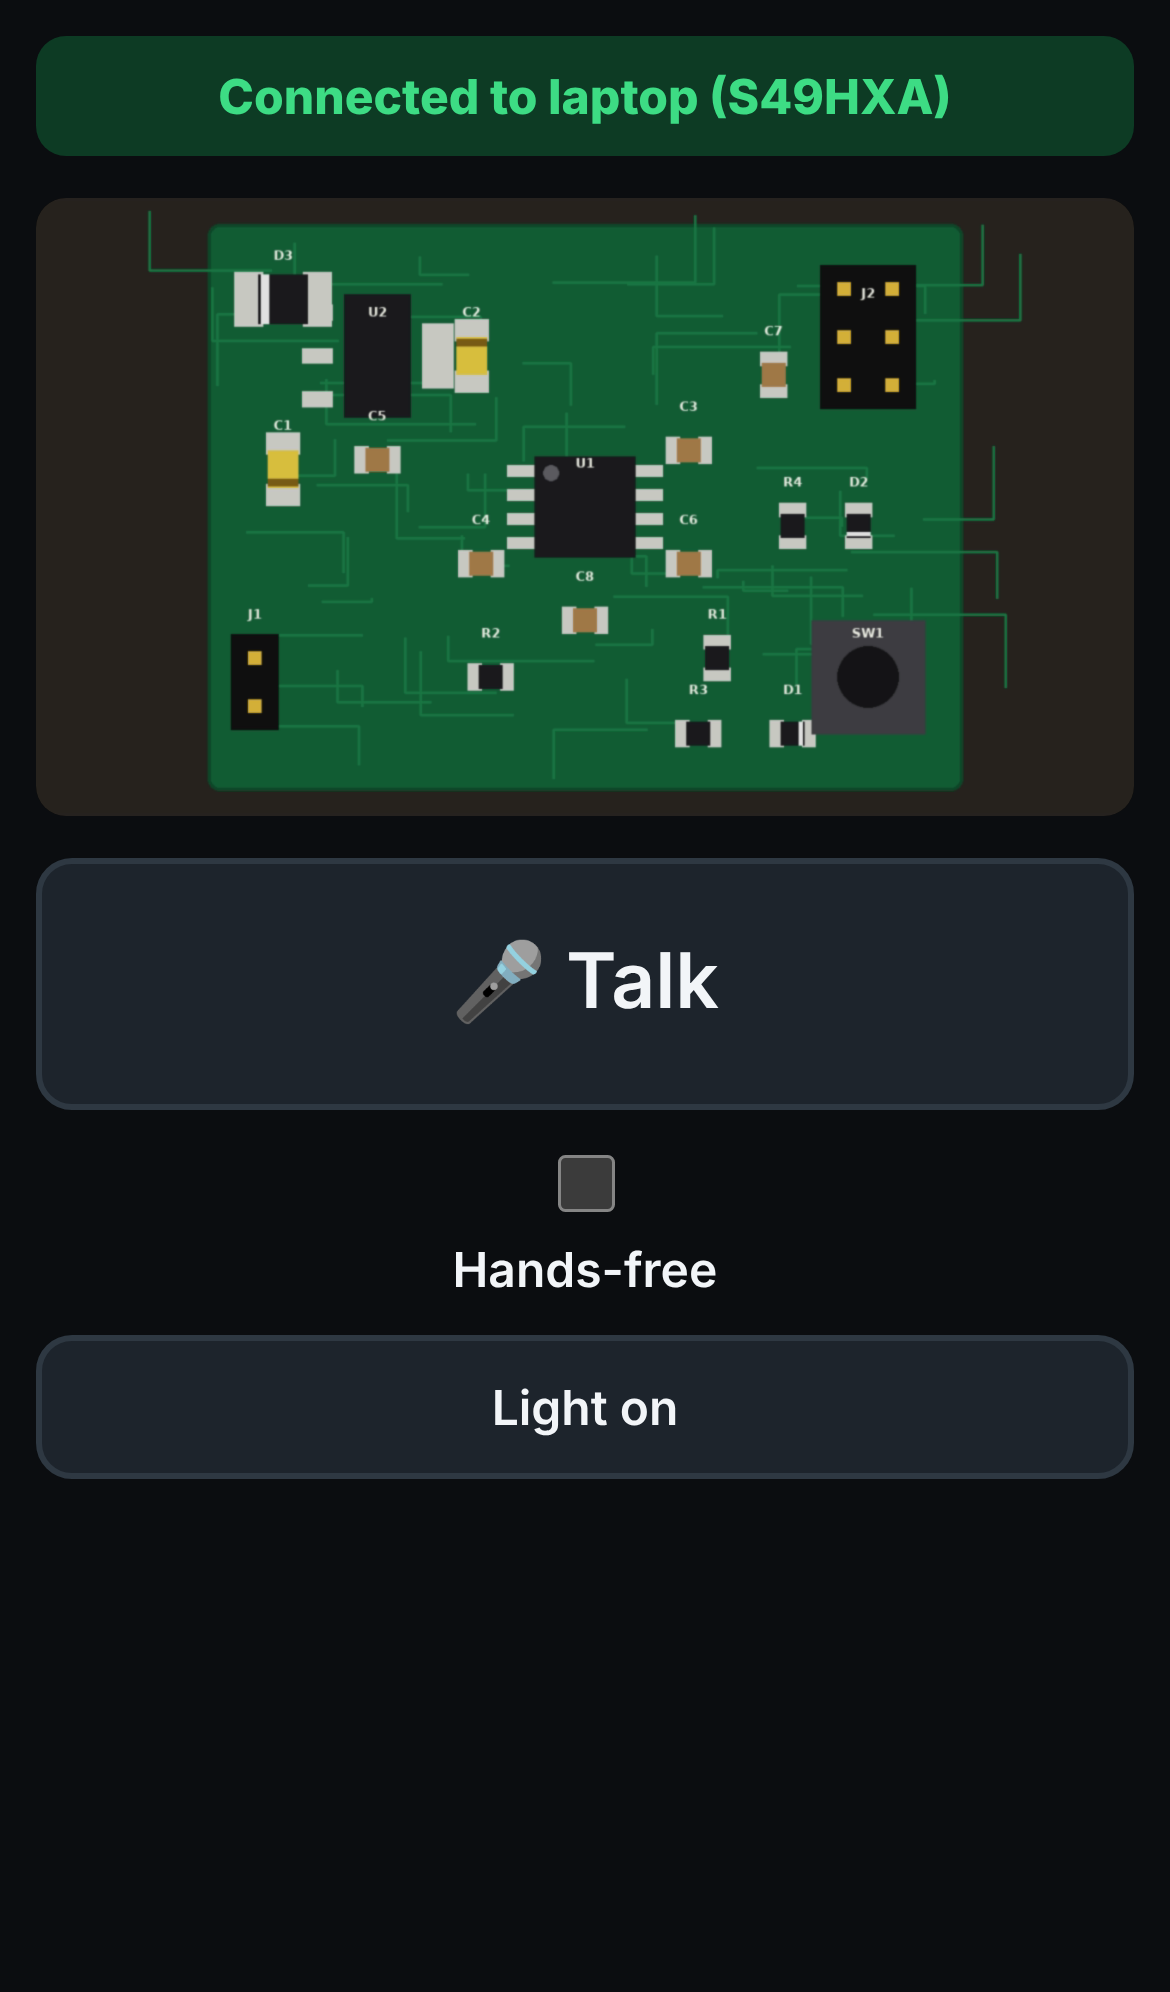 Connected to laptop (S49HXA)
D3
U2
C2
J2
C7
C3
C5
C1
U1
R4
D2
C4
C6
C8
J1
R1
R2
SW1
R3
D1
Talk
Hands-free
Light on